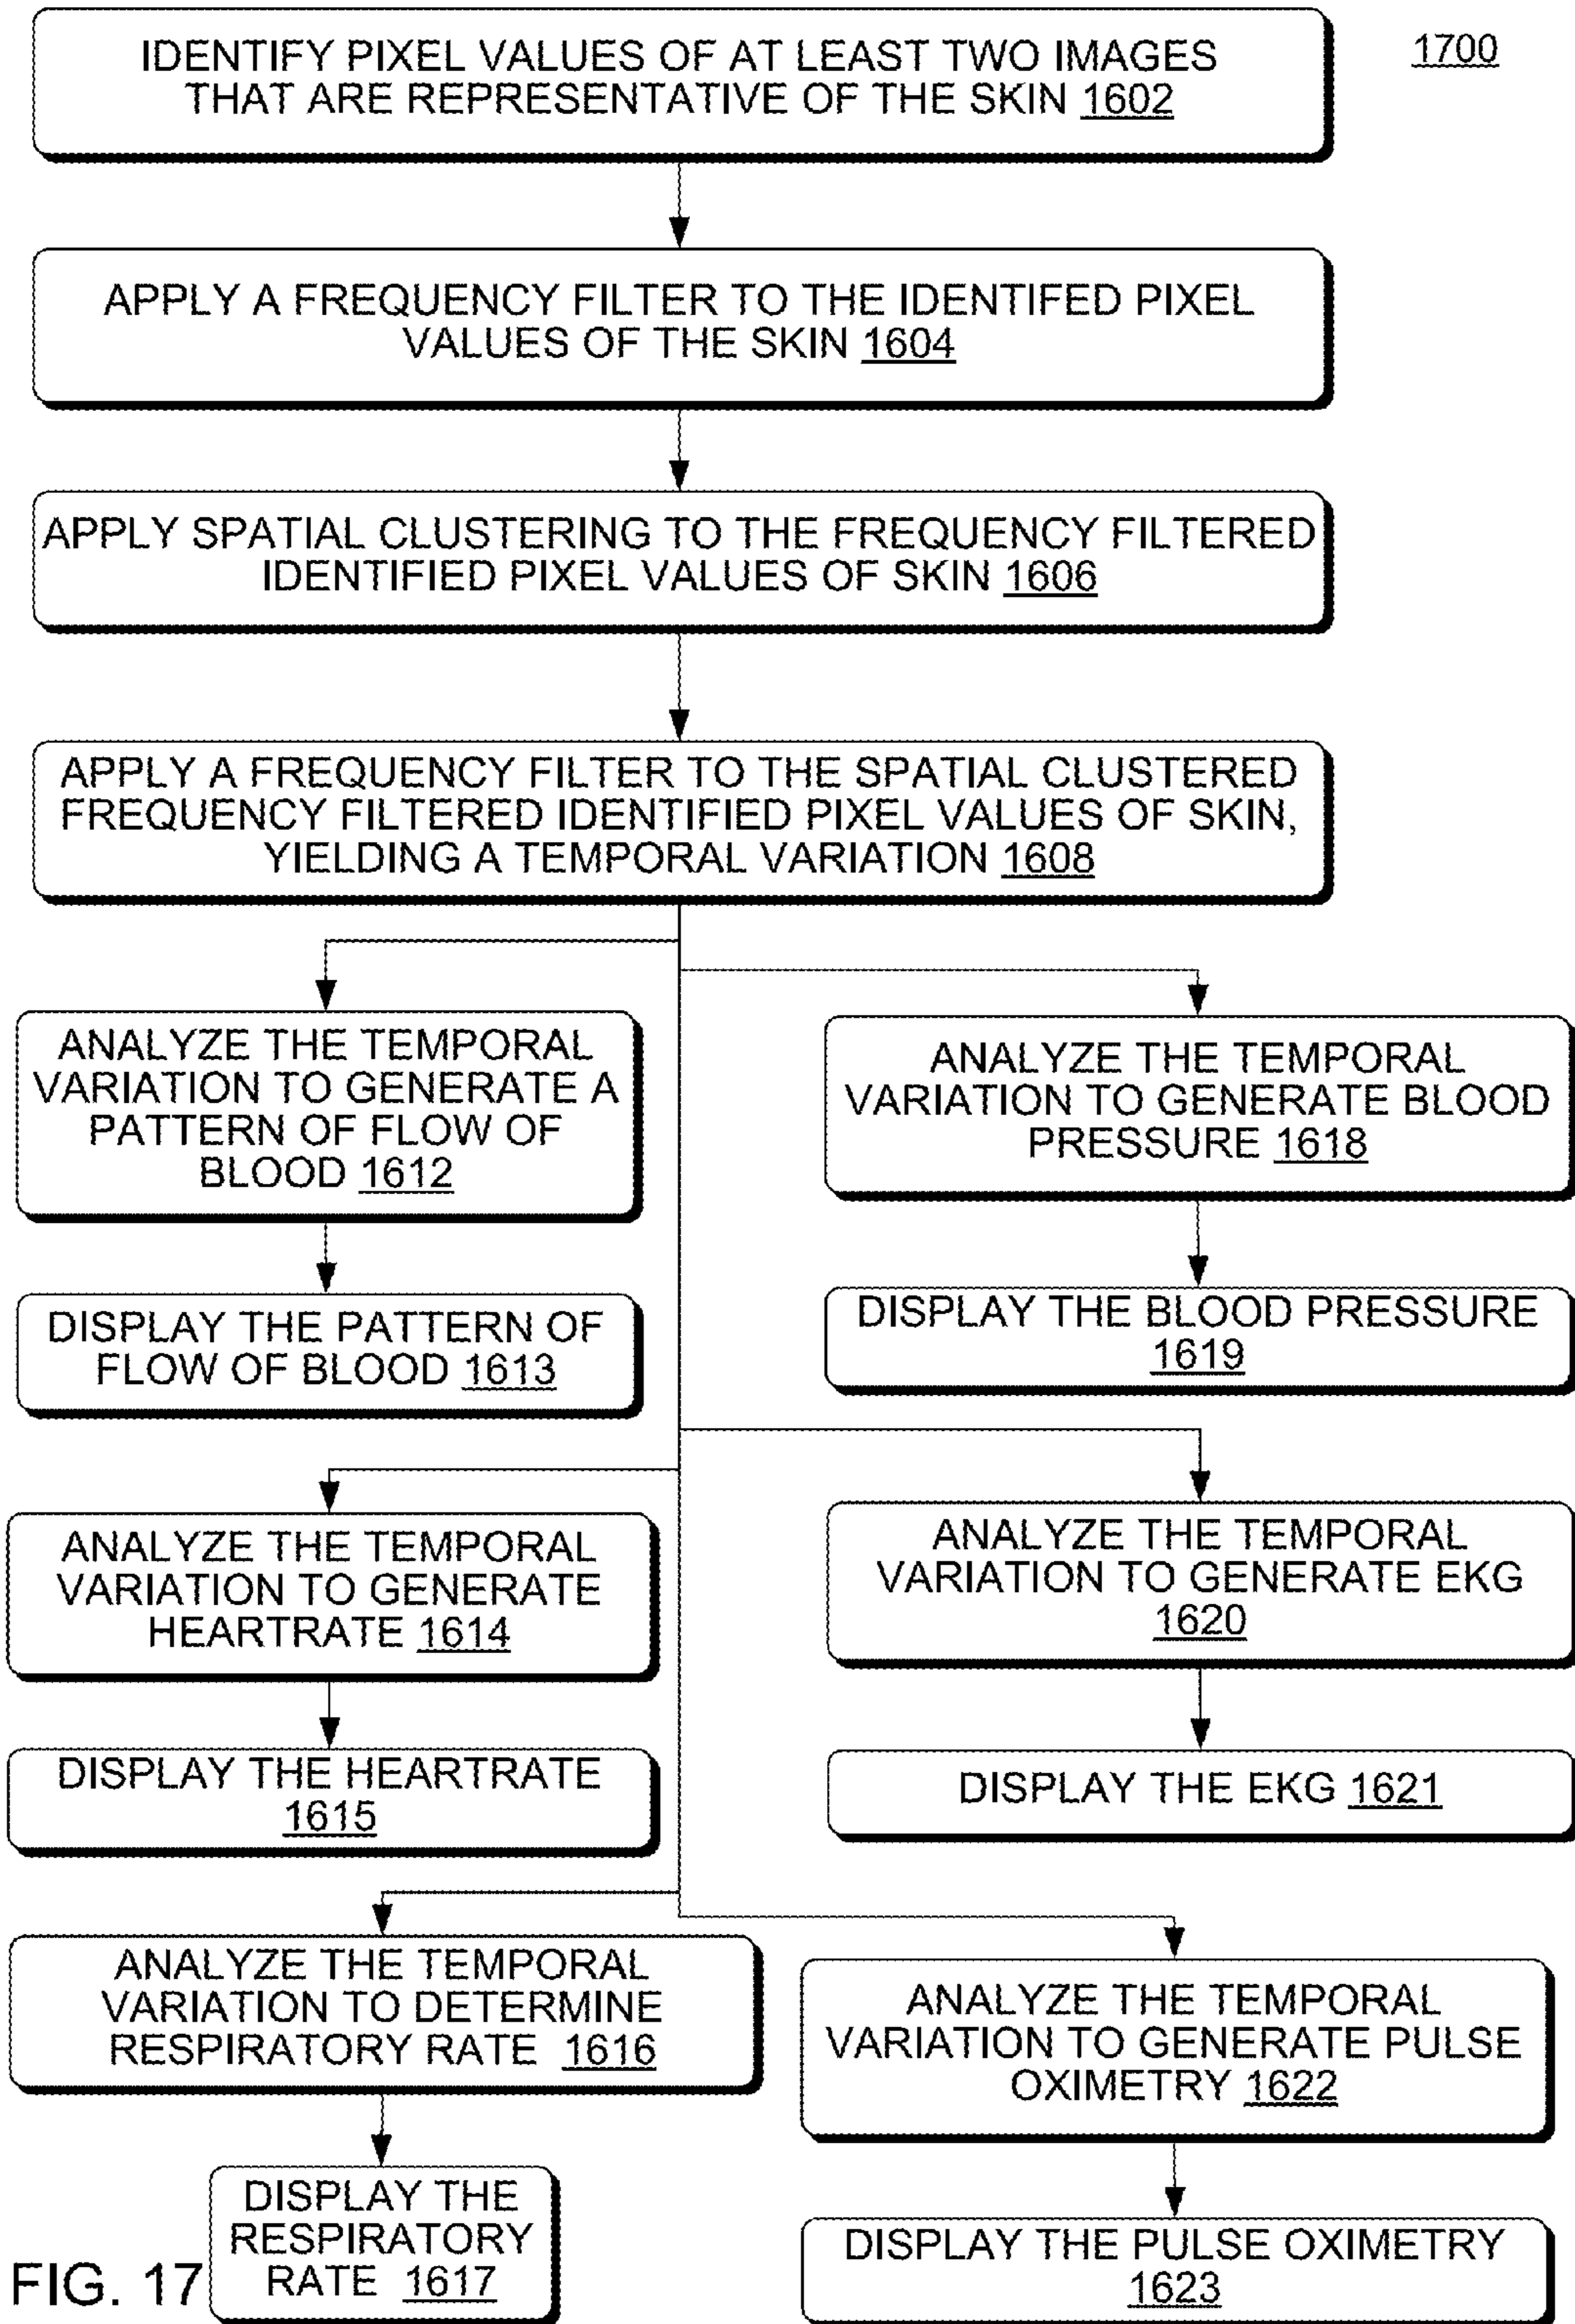 IDENTIFY PIXEL VALUES OF AT LEAST TWO IMAGES
THAT ARE REPRESENTATIVE OF THE SKIN 1602
1700
APPLY A FREQUENCY FILTER TO THE IDENTIFED PIXEL
VALUES OF THE SKIN 1604
APPLY SPATIAL CLUSTERING TO THE FREQUENCY FILTERED
IDENTIFIED PIXEL VALUES OF SKIN 1606
APPLY A FREQUENCY FILTER TO THE SPATIAL CLUSTERED
FREQUENCY FILTERED IDENTIFIED PIXEL VALUES OF SKIN,
YIELDING A TEMPORAL VARIATION 1608
ANALYZE THE TEMPORAL
VARIATION TO GENERATE A
PATTERN OF FLOW OF
BLOOD 1612
ANALYZE THE TEMPORAL
VARIATION TO GENERATE BLOOD
PRESSURE 1618
DISPLAY THE PATTERN OF
FLOW OF BLOOD 1613
DISPLAY THE BLOOD PRESSURE
1619
ANALYZE THE TEMPORAL
VARIATION TO GENERATE
HEARTRATE 1614
ANALYZE THE TEMPORAL
VARIATION TO GENERATE EKG
1620
DISPLAY THE HEARTRATE
1615
DISPLAY THE EKG 1621
ANALYZE THE TEMPORAL
VARIATION TO DETERMINE
RESPIRATORY RATE 1616
ANALYZE THE TEMPORAL
VARIATION TO GENERATE PULSE
OXIMETRY 1622
DISPLAY THE
RESPIRATORY
RATE 1617
DISPLAY THE PULSE OXIMETRY
1623
FIG. 17